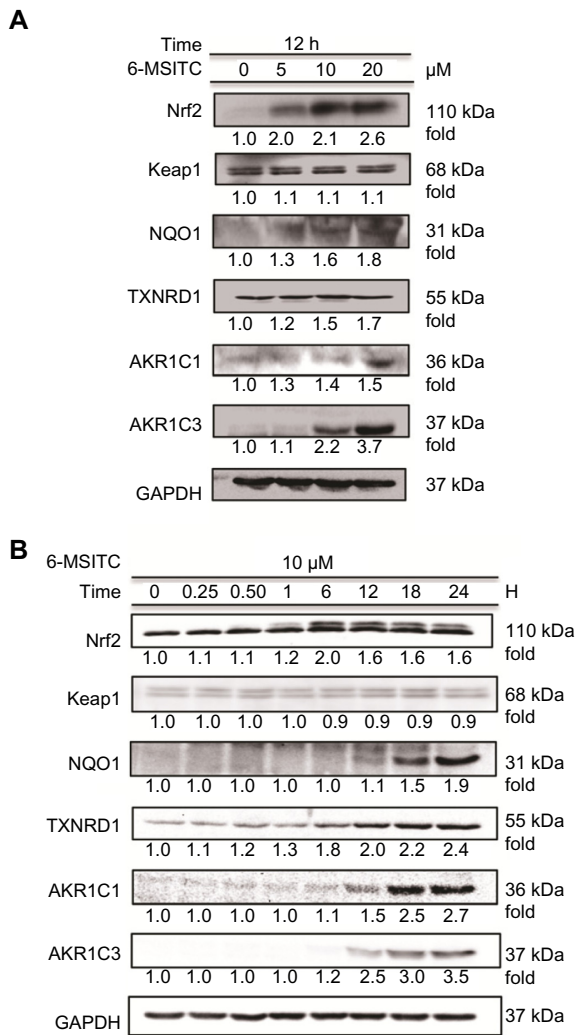 A
Time 12 h
6-MSITC 0 5 10 20 µM
Nrf2 110 kDa
1.0 2.0 2.1 2.6 fold
Keap1 68 kDa
1.0 1.1 1.1 1.1 fold
NQO1 31 kDa
1.0 1.3 1.6 1.8 fold
TXNRD1 55 kDa
1.0 1.2 1.5 1.7 fold
AKR1C1 36 kDa
1.0 1.3 1.4 1.5 fold
AKR1C3 37 kDa
1.0 1.1 2.2 3.7 fold
GAPDH 37 kDa
B
6-MSITC 10 µM
Time 0 0.25 0.50 1 6 12 18 24 H
Nrf2 110 kDa
1.0 1.1 1.1 1.2 2.0 1.6 1.6 1.6 fold
Keap1 68 kDa
1.0 1.0 1.0 1.0 0.9 0.9 0.9 0.9 fold
NQO1 31 kDa
1.0 1.0 1.0 1.0 1.0 1.1 1.5 1.9 fold
TXNRD1 55 kDa
1.0 1.1 1.2 1.3 1.8 2.0 2.2 2.4 fold
AKR1C1 36 kDa
1.0 1.0 1.0 1.0 1.1 1.5 2.5 2.7 fold
AKR1C3 37 kDa
1.0 1.0 1.0 1.0 1.2 2.5 3.0 3.5 fold
GAPDH 37 kDa